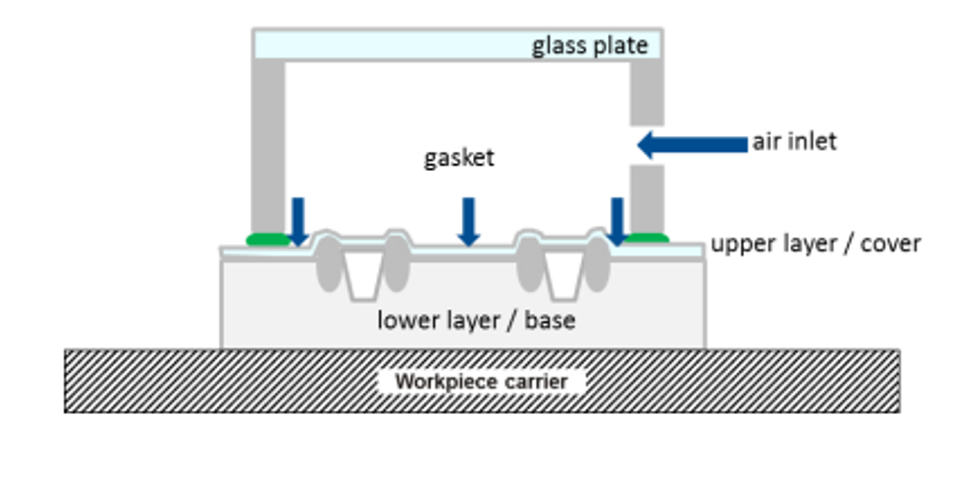 glass plate
air inlet
gasket
upper layer / cover
lower layer / base
Workpiece carrier